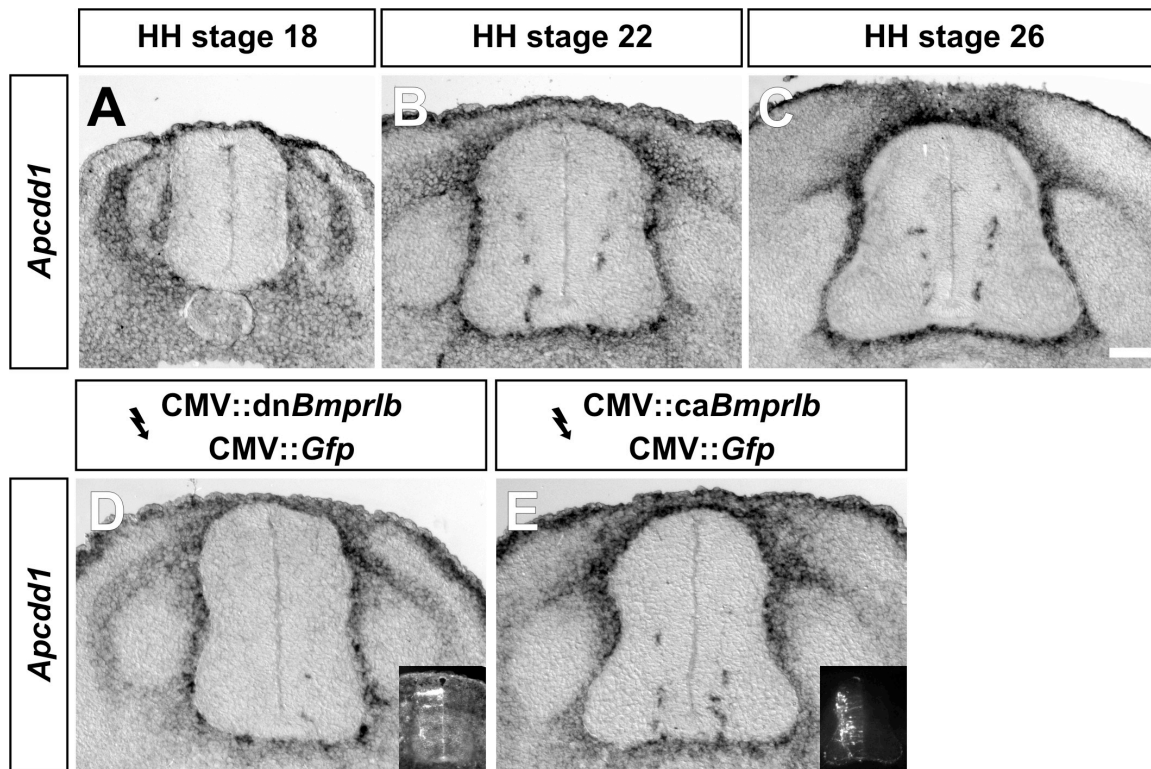 HH stage 18
HH stage 22
HH stage 26
Apcdd1
A
B
C
CMV::dnBmprIb
CMV::Gfp
CMV::caBmprIb
CMV::Gfp
Apcdd1
D
E